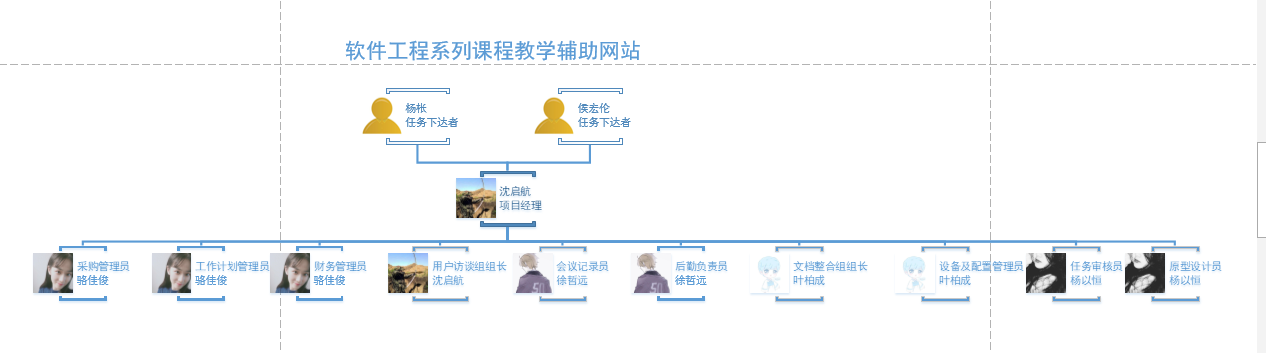 软件工程系列课程教学辅助网站
杨枨
任务下达者
侯宏伦
任务下达者
沈启航
项目经理
采购管理员
骆佳俊
工作计划管理员
骆佳俊
财务管理员
骆佳俊
用户访谈组组长
沈启航
会议记录员
徐哲远
后勤负责员
徐哲远
文档整合组组长
叶柏成
设备及配置管理员
叶柏成
任务审核员
杨以恒
原型设计员
杨以恒